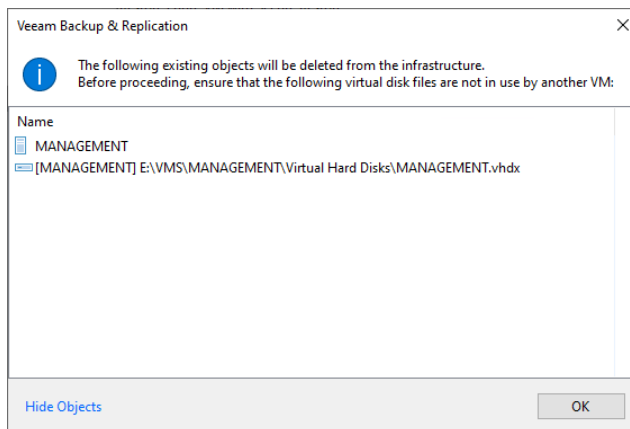 Veeam Backup & Replication
The following existing objects will be deleted from the infrastructure.
Before proceeding, ensure that the following virtual disk files are not in use by another VM:
Name
MANAGEMENT
[MANAGEMENT] E:\VMS\MANAGEMENT\Virtual Hard Disks\MANAGEMENT.vhdx
Hide Objects
OK